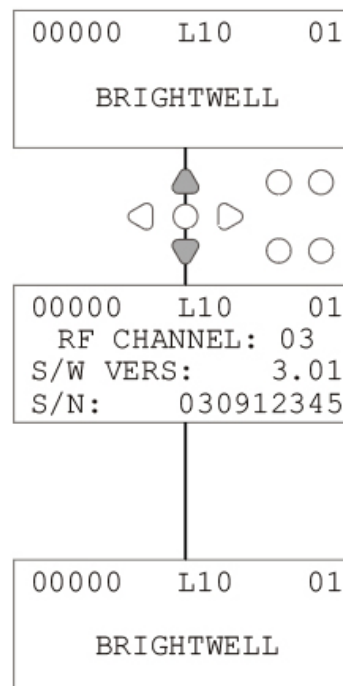 00000 L10 01
BRIGHTWELL
00000 L10 01
RF CHANNEL: 03
S/W VERS: 3.01
S/N: 030912345
00000 L10 01
BRIGHTWELL